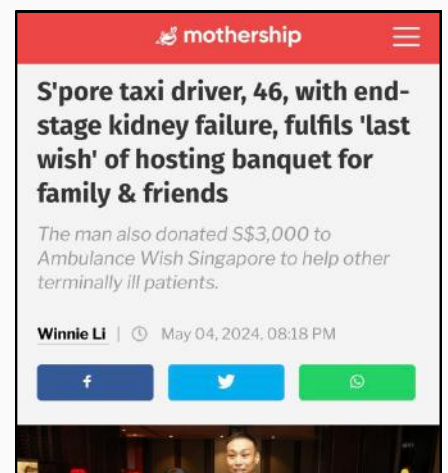 mothership
S'pore taxi driver, 46, with end-
stage kidney failure, fulfils 'last
wish' of hosting banquet for
family & friends
The man also donated S$3,000 to
Ambulance Wish Singapore to help other
terminally ill patients.
Winnie Li | May 04, 2024, 08:18 PM
f